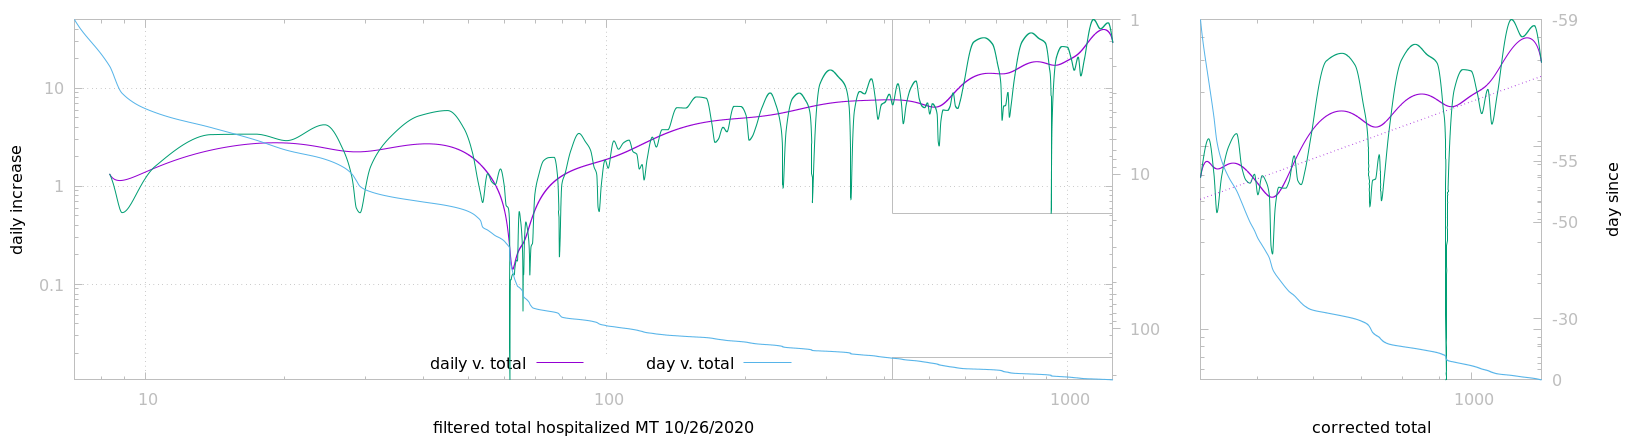 daily increase
10
1
0.1
1
10
100
daily v. total
day v. total
10
100
1000
filtered total hospitalized MT 10/26/2020
-59
-55
-50
-30
0
day since
1000
corrected total